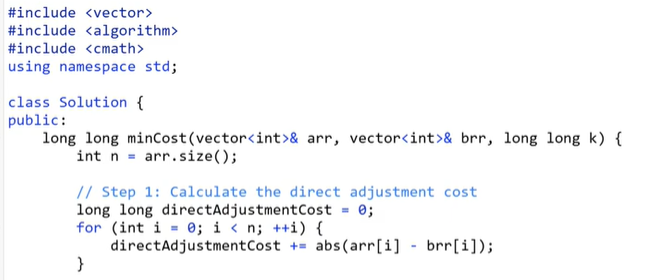 #include <vector>
#include <algorithm>
#include <cmath>
using namespace std;
class Solution {
public:
long long minCost(vector<int>& arr, vector<int>& brr, long long k) {
int n = arr.size();
// Step 1: Calculate the direct adjustment cost
long long directAdjustmentCost = 0;
for (int i = 0; i < n; ++i) {
directAdjustmentCost += abs(arr[i] - brr[i]);
}